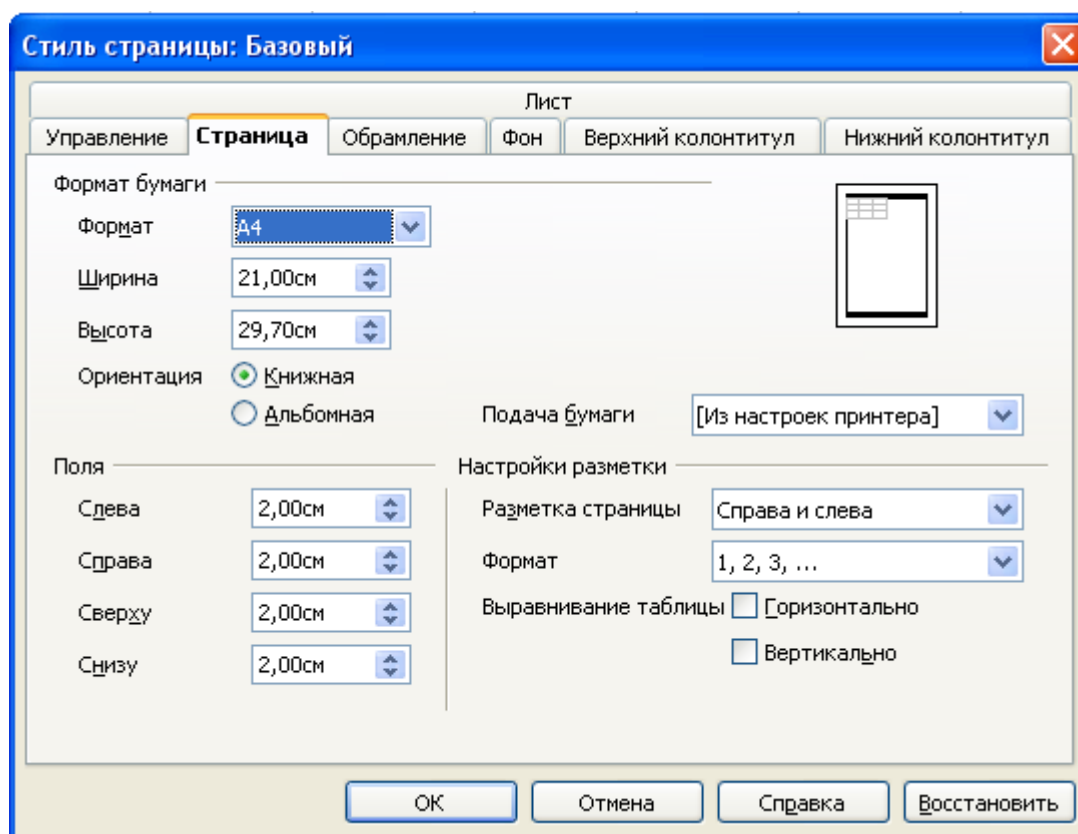 Стиль страницы: Базовый
Лист
Управление Страница Обрамление Фон Верхний колонтитул Нижний колонтитул
Формат бумаги
Формат A4
Ширина 21,00см
Высота 29,70см
Ориентация Книжная
Альбомная Подача бумаги [Из настроек принтера]
Поля Настройки разметки
Слева 2,00см Разметка страницы Справа и слева
Справа 2,00см Формат 1, 2, 3, ...
Сверху 2,00см Выравнивание таблицы Горизонтально
Снизу 2,00см Вертикально
ОК Отмена Справка Восстановить